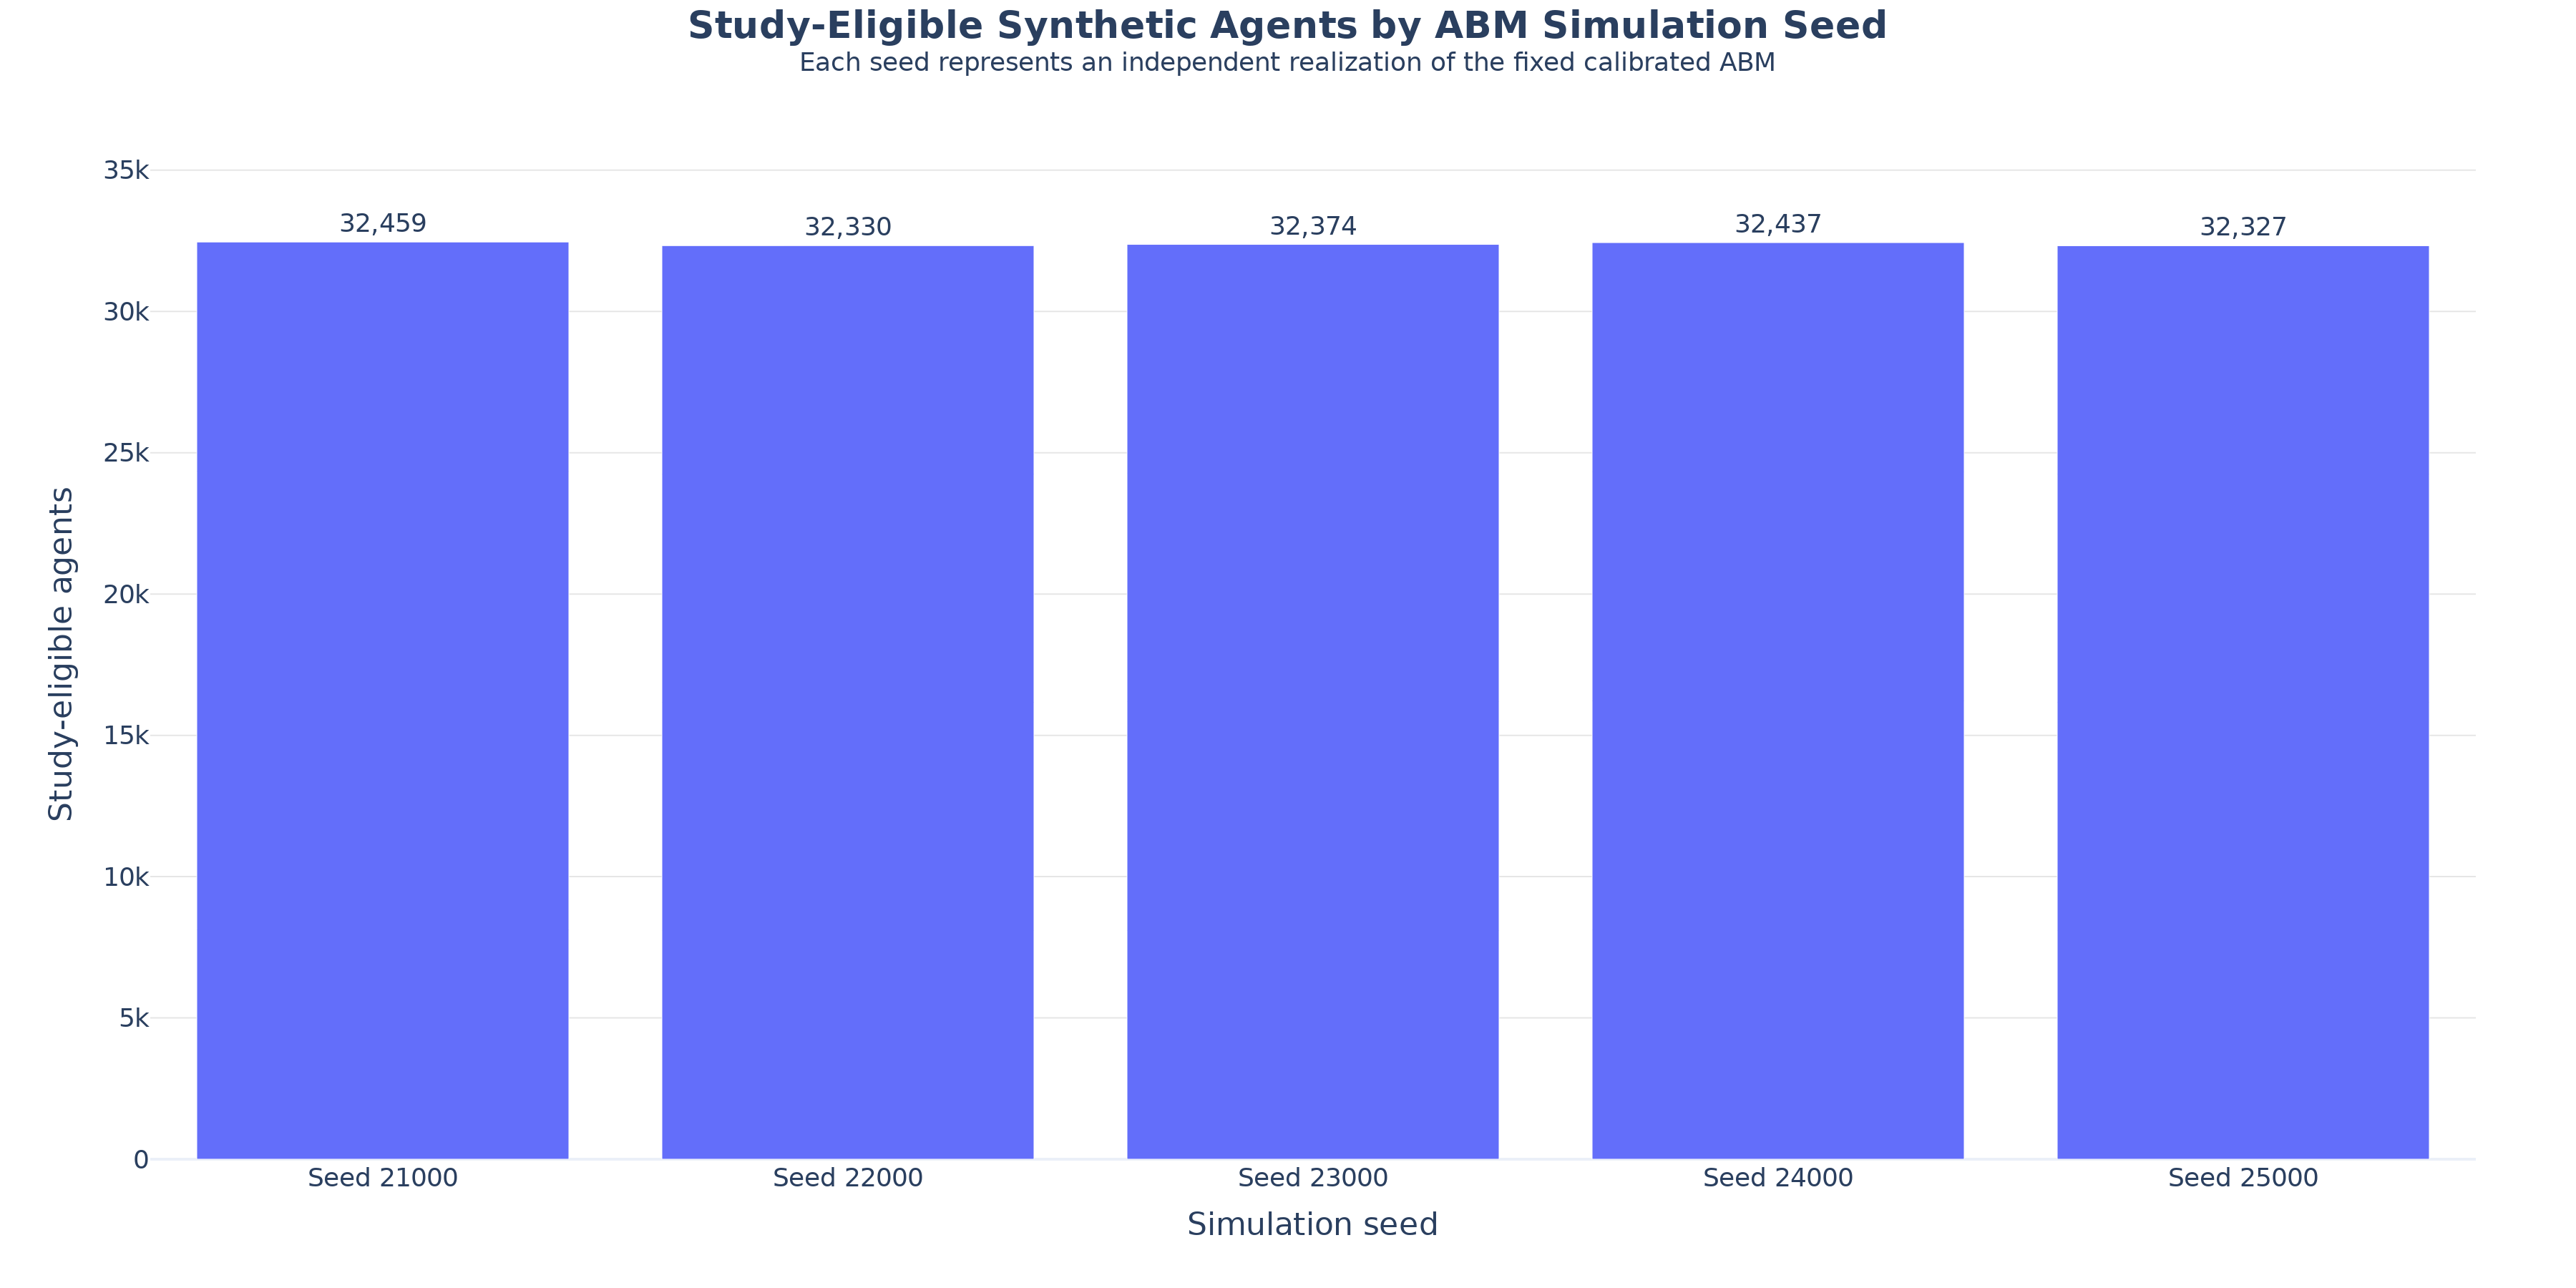 Study-Eligible Synthetic Agents by ABM Simulation Seed
Each seed represents an independent realization of the fixed calibrated ABM
Study-eligible agents
35k
30k
25k
20k
15k
10k
5k
0
32,459
32,330
32,374
32,437
32,327
Seed 21000
Seed 22000
Seed 23000
Seed 24000
Seed 25000
Simulation seed